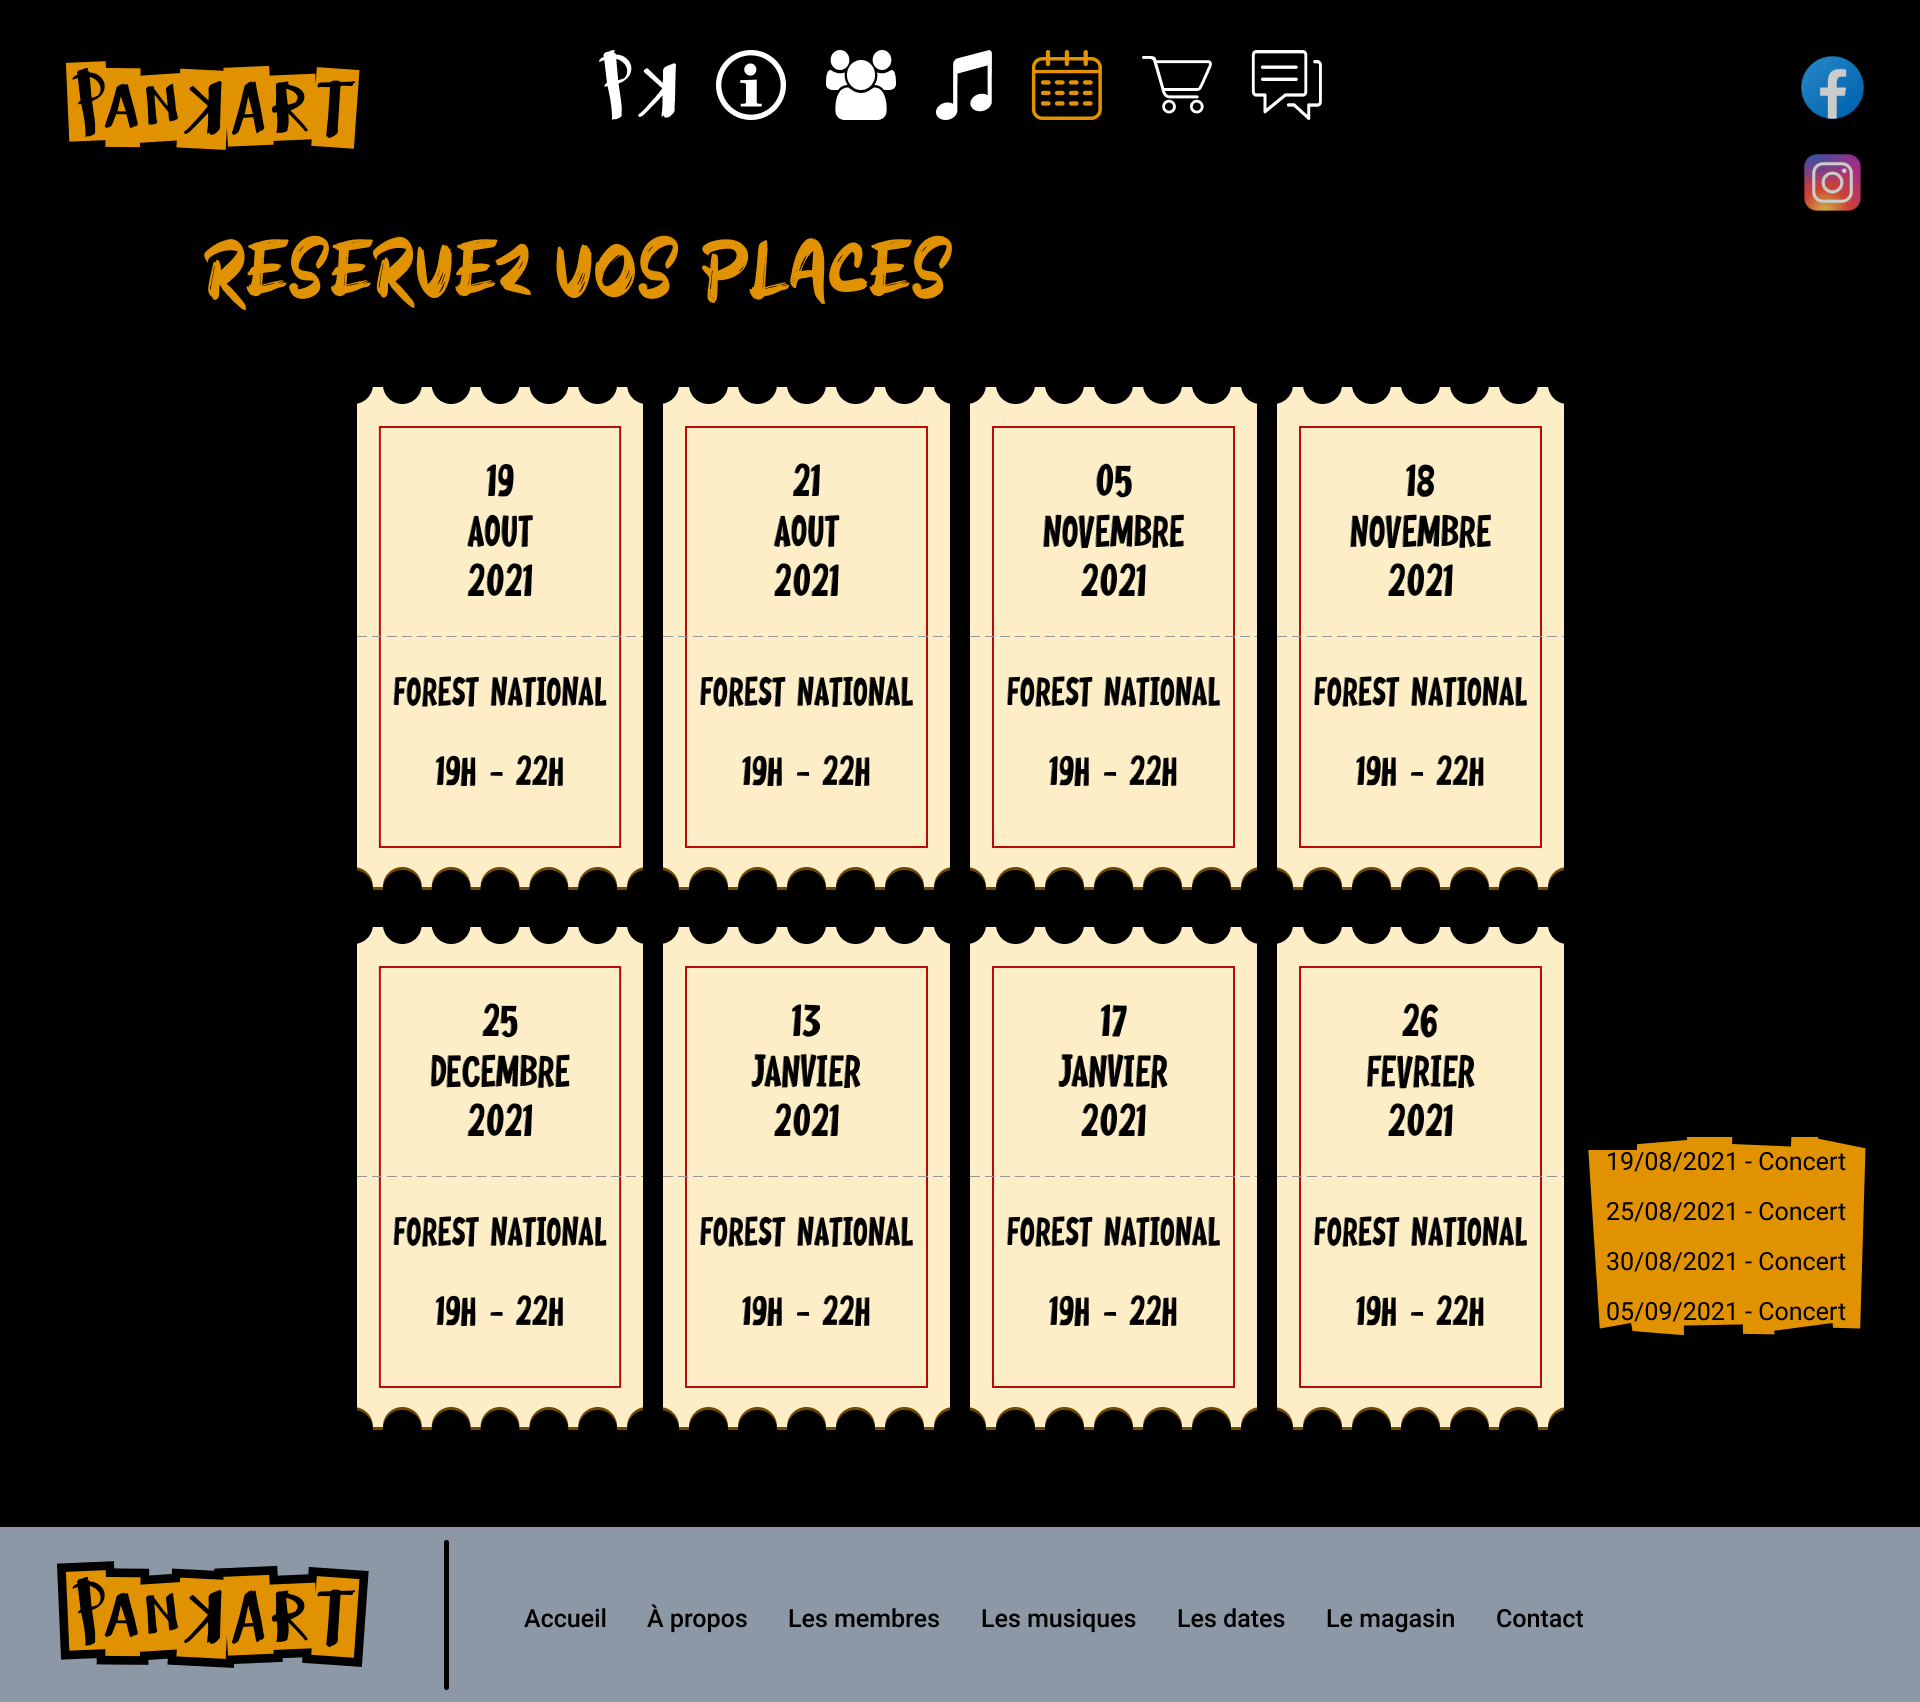 PANKART
PK
RESERVEZ VOS PLACES
19
AOUT
2021
FOREST NATIONAL
19H - 22H
21
AOUT
2021
FOREST NATIONAL
19H - 22H
05
NOVEMBRE
2021
FOREST NATIONAL
19H - 22H
18
NOVEMBRE
2021
FOREST NATIONAL
19H - 22H
25
DECEMBRE
2021
FOREST NATIONAL
19H - 22H
13
JANVIER
2021
FOREST NATIONAL
19H - 22H
17
JANVIER
2021
FOREST NATIONAL
19H - 22H
26
FEVRIER
2021
FOREST NATIONAL
19H - 22H
19/08/2021 - Concert
25/08/2021 - Concert
30/08/2021 - Concert
05/09/2021 - Concert
PANKART
Accueil À propos Les membres Les musiques Les dates Le magasin Contact